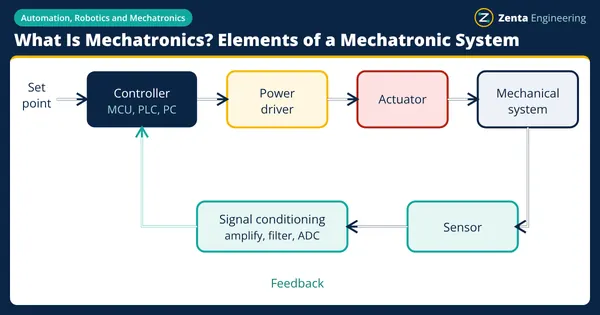 Automation, Robotics and Mechatronics
Zenta Engineering
What Is Mechatronics? Elements of a Mechatronic System
Set
point
Controller
MCU, PLC, PC
Power
driver
Actuator
Mechanical
system
Signal conditioning
amplify, filter, ADC
Sensor
Feedback